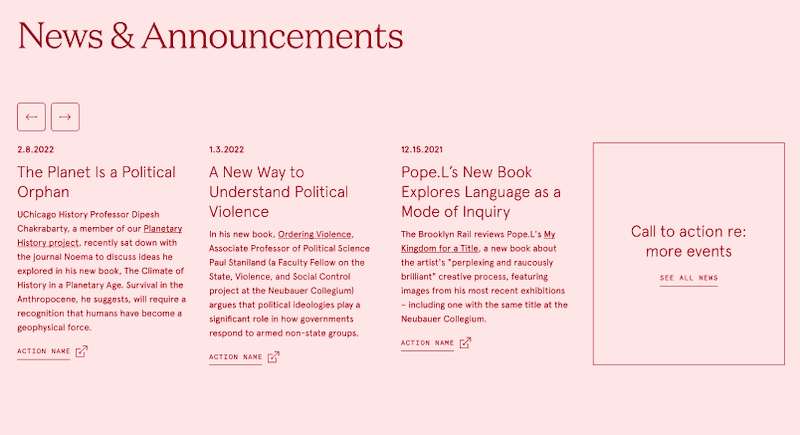 News & Announcements
2.8.2022
The Planet Is a Political
Orphan
UChicago History Professor Dipesh
Chakrabarty, a member of our Planetary
History project, recently sat down with
the journal Noema to discuss ideas he
explored in his new book, The Climate of
History in a Planetary Age. Survival in the
Anthropocene, he suggests, will require a
recognition that humans have become a
geophysical force.
ACTION NAME
1.3.2022
A New Way to
Understand Political
Violence
In his new book, Ordering Violence,
Associate Professor of Political Science
Paul Staniland (a Faculty Fellow on the
State, Violence, and Social Control
project at the Neubauer Collegium)
argues that political ideologies play a
significant role in how governments
respond to armed non-state groups.
ACTION NAME
12.15.2021
Pope.L's New Book
Explores Language as a
Mode of Inquiry
The Brooklyn Rail reviews Pope.L's My
Kingdom for a Title, a new book about
the artist's "perplexing and raucously
brilliant" creative process, featuring
images from his most recent exhibitions
– including one with the same title at the
Neubauer Collegium.
ACTION NAME
Call to action re:
more events
SEE ALL NEWS